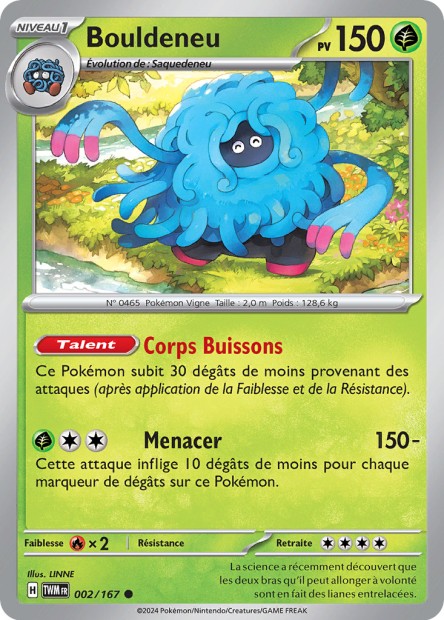 NIVEAU 1
Bouldeneu
PV 150
Évolution de : Saquedeneu
N° 0465 Pokémon Vigne Taille : 2,0 m Poids : 128,6 kg
Talent Corps Buissons
Ce Pokémon subit 30 dégâts de moins provenant des
attaques (après application de la Faiblesse et de la Résistance).
Menacer 150-
Cette attaque inflige 10 dégâts de moins pour chaque
marqueur de dégâts sur ce Pokémon.
Faiblesse ×2 Résistance Retraite
Illus. LINNE
H TWM FR 002/167
La science a récemment découvert que
les deux bras qu'il peut allonger à volonté
sont en fait des lianes entrelacées.
©2024 Pokémon/Nintendo/Creatures/GAME FREAK